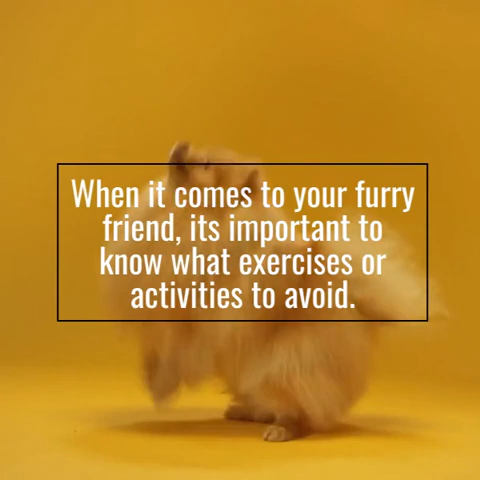 When it comes to your furry
friend, its important to
know what exercises or
activities to avoid.